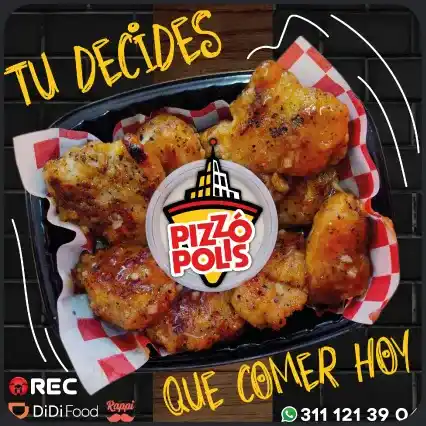 TU DECIDES
PIZZÓ
POLIS
QUE COMER HOY
REC
DiDi Food
Rappi
311 121 39 0